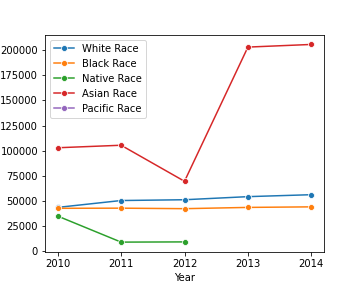 White Race
Black Race
Native Race
Asian Race
Pacific Race
200000
175000
150000
125000
100000
75000
50000
25000
0
2010 2011 2012 2013 2014
Year